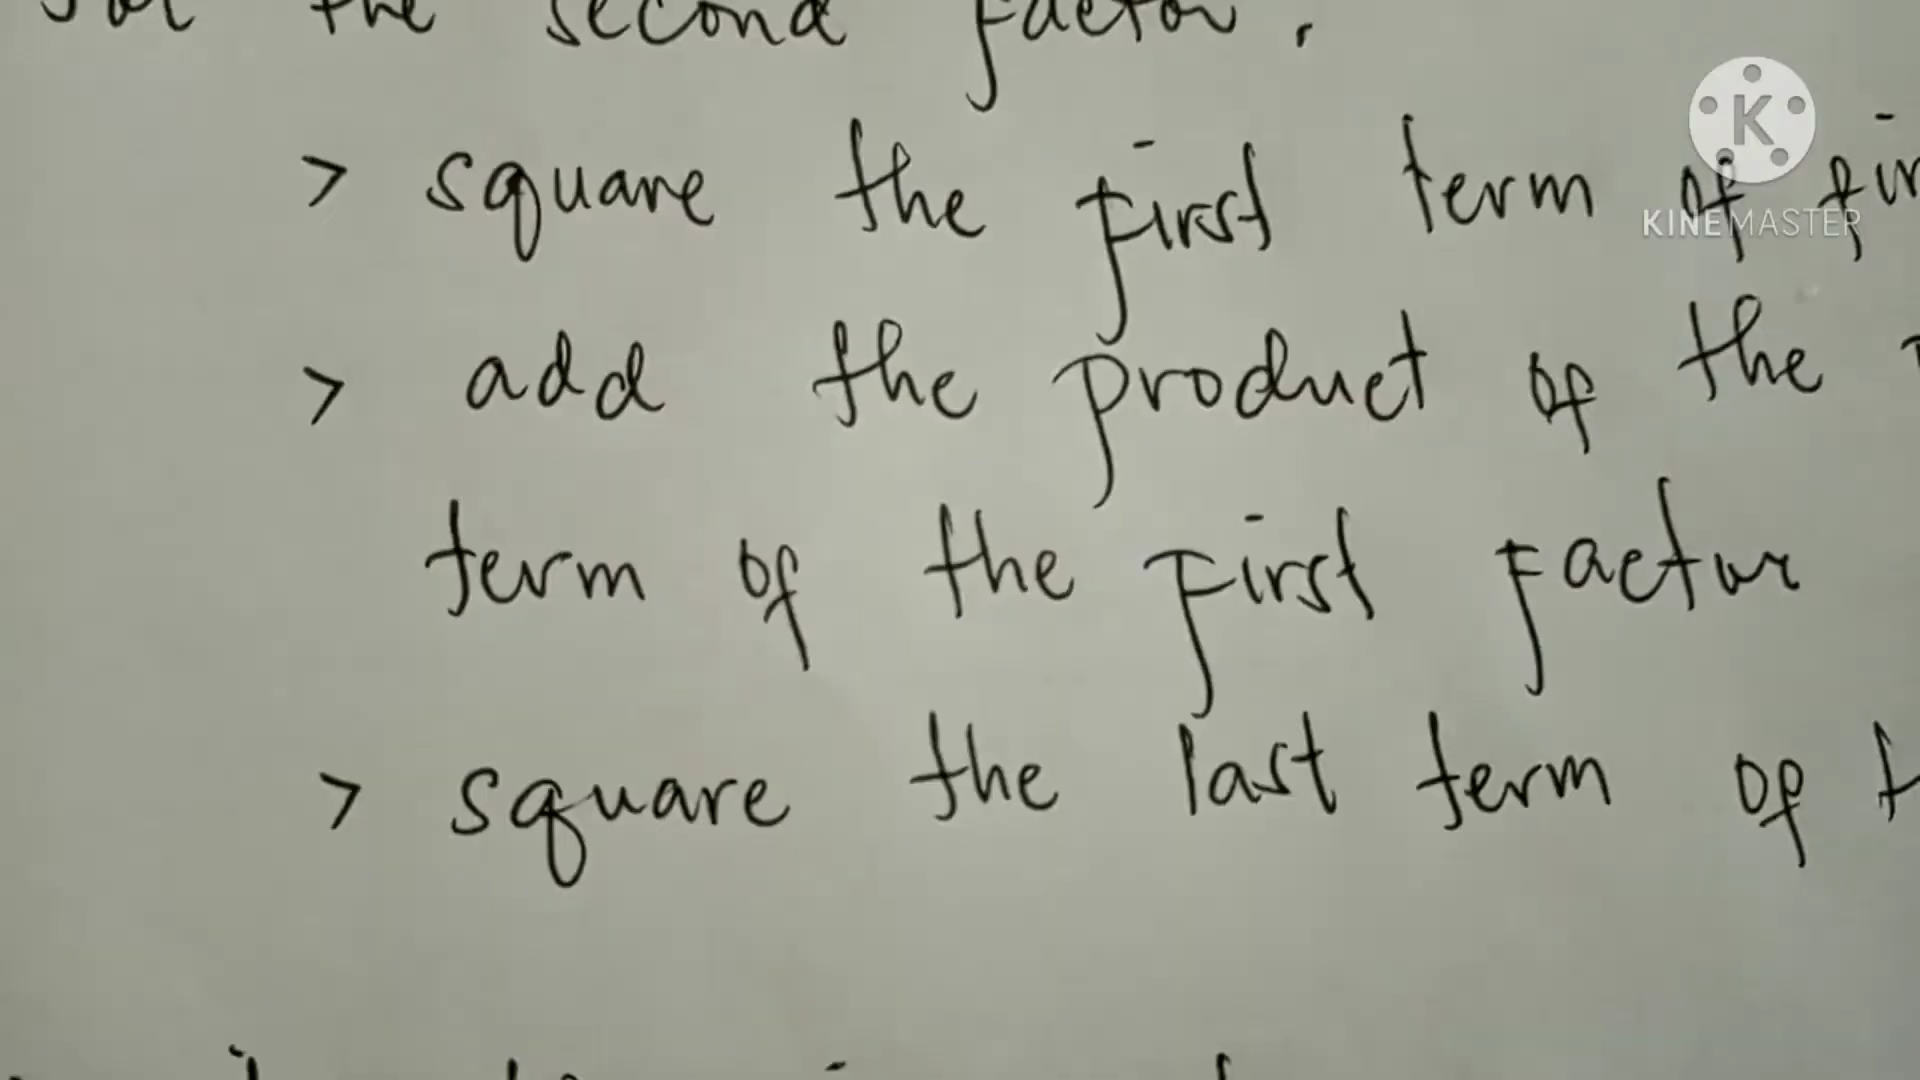 the second factor.
> square the first term of
> add the product of the
term of the first factor
> square the last term of
K
KINEMASTER